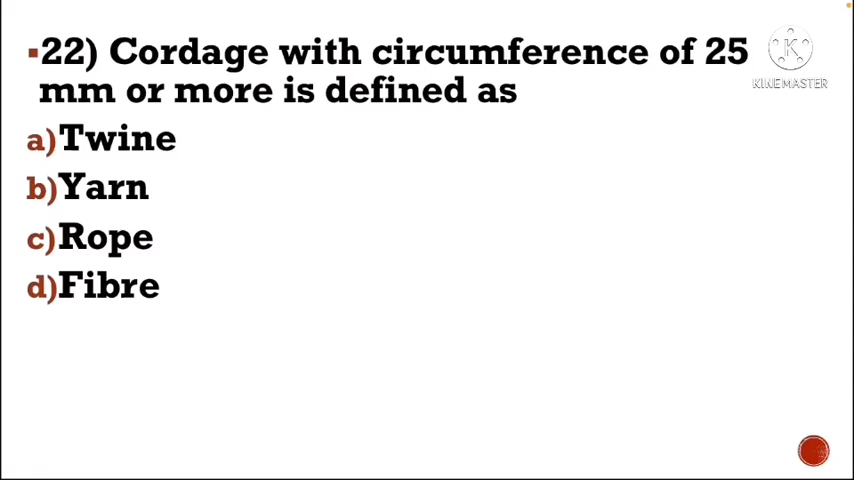 ▪22) Cordage with circumference of 25
mm or more is defined as
a)Twine
b)Yarn
c)Rope
d)Fibre
K
KINEMASTER